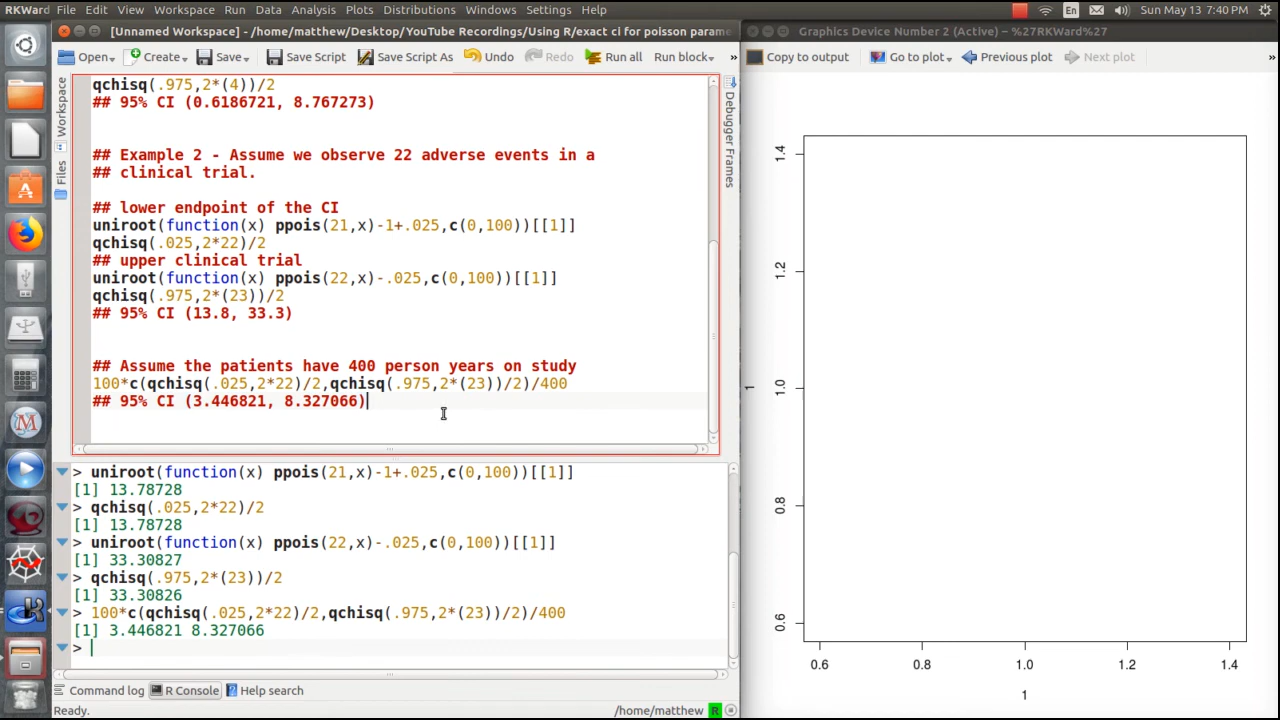 RKWard File Edit View Workspace Run Data Analysis Plots Distributions Windows Settings Help En Sun May 13 7:40 PM
[Unnamed Workspace] - /home/matthew/Desktop/YouTube Recordings/Using R/exact ci for poisson parame
Graphics Device Number 2 (Active) – %27RKWard%27
Open Create Save Save Script Save Script As Undo Redo Run all Run block »
Copy to output Go to plot Previous plot Next plot »
Workspace
Files
Debugger Frames
qchisq(.975,2*(4))/2
## 95% CI (0.6186721, 8.767273)
## Example 2 - Assume we observe 22 adverse events in a
## clinical trial.
## lower endpoint of the CI
uniroot(function(x) ppois(21,x)-1+.025,c(0,100))[[1]]
qchisq(.025,2*22)/2
## upper clinical trial
uniroot(function(x) ppois(22,x)-.025,c(0,100))[[1]]
qchisq(.975,2*(23))/2
## 95% CI (13.8, 33.3)
## Assume the patients have 400 person years on study
100*c(qchisq(.025,2*22)/2,qchisq(.975,2*(23))/2)/400
## 95% CI (3.446821, 8.327066)
> uniroot(function(x) ppois(21,x)-1+.025,c(0,100))[[1]]
[1] 13.78728
> qchisq(.025,2*22)/2
[1] 13.78728
> uniroot(function(x) ppois(22,x)-.025,c(0,100))[[1]]
[1] 33.30827
> qchisq(.975,2*(23))/2
[1] 33.30826
> 100*c(qchisq(.025,2*22)/2,qchisq(.975,2*(23))/2)/400
[1] 3.446821 8.327066
>
Command log R Console Help search
Ready. /home/matthew R
1.4
1.2
1.0
0.8
0.6
1
0.6 0.8 1.0 1.2 1.4
1